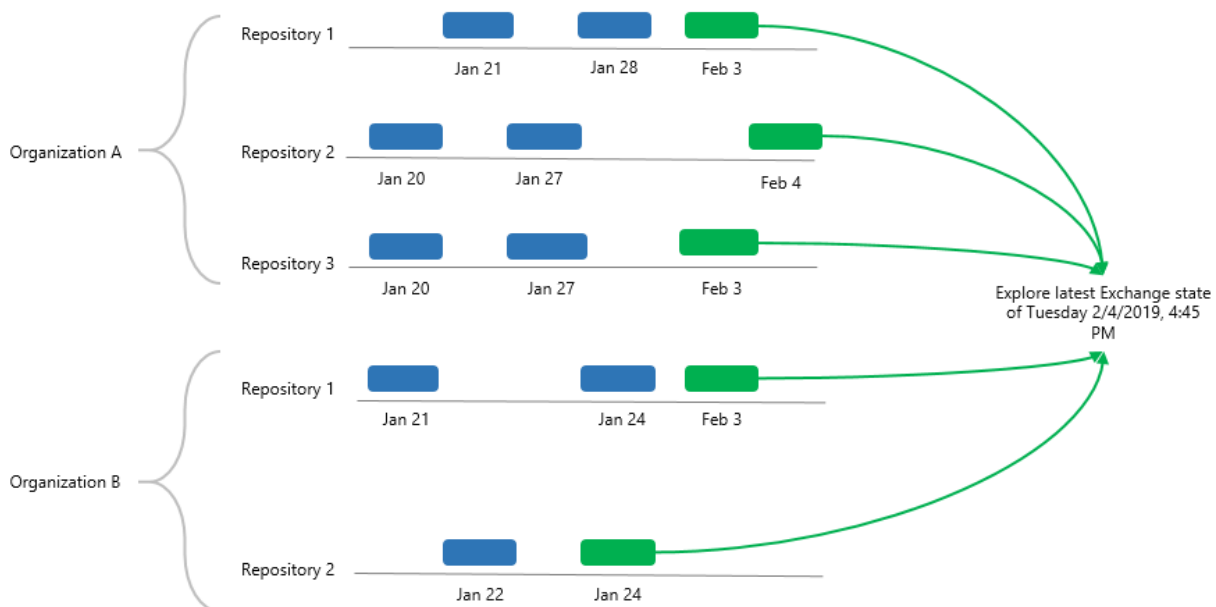 Repository 1
Jan 21
Jan 28
Feb 3
Organization A
Repository 2
Jan 20
Jan 27
Feb 4
Repository 3
Jan 20
Jan 27
Feb 3
Explore latest Exchange state
of Tuesday 2/4/2019, 4:45
PM
Repository 1
Jan 21
Jan 24
Feb 3
Organization B
Repository 2
Jan 22
Jan 24